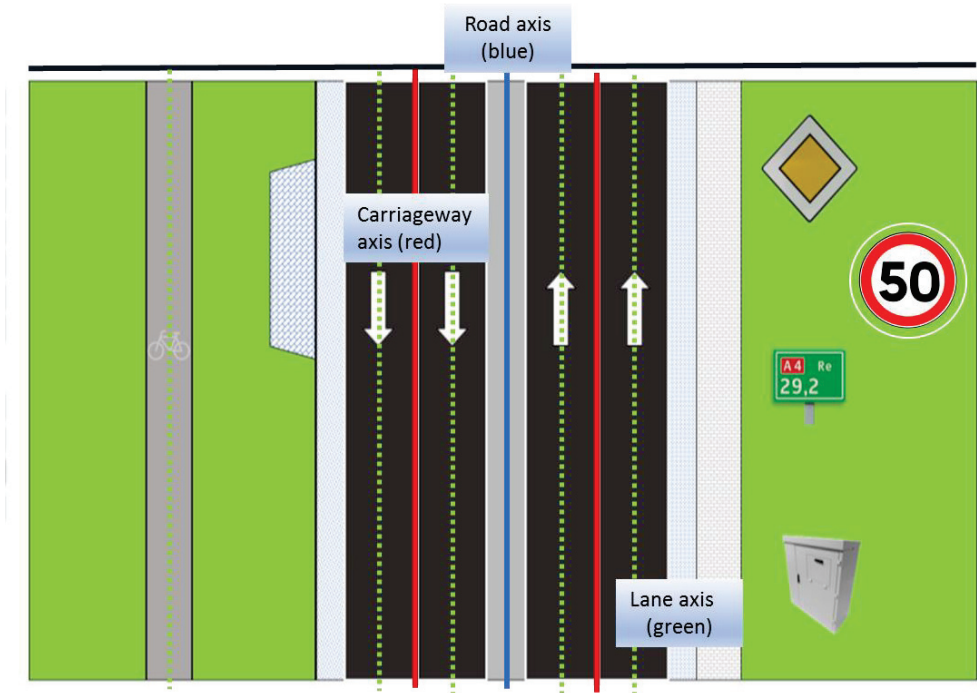 Road axis
(blue)
Carriageway
axis (red)
50
A4 Re
29,2
Lane axis
(green)